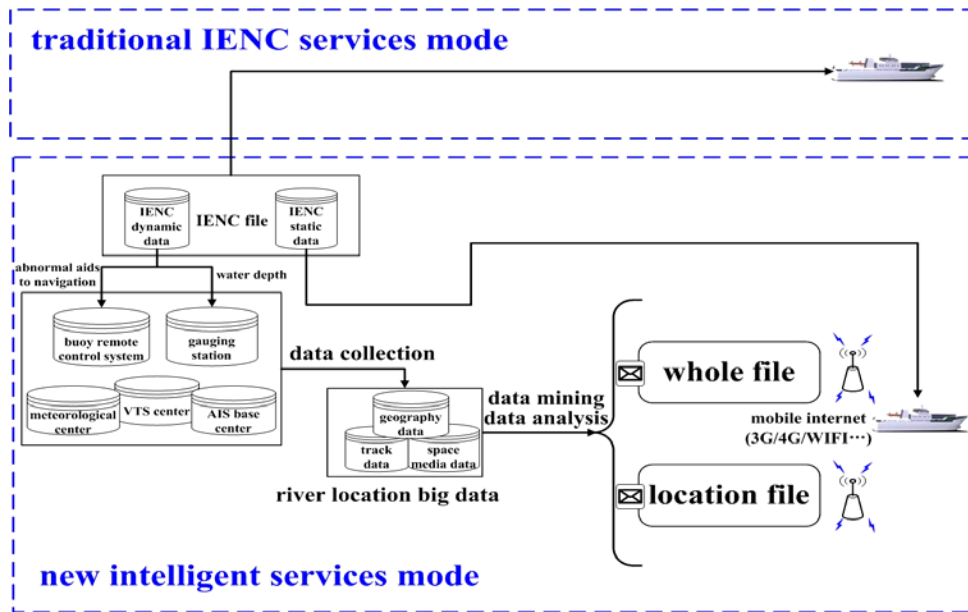 traditional IENC services mode
IENC
dynamic
data
IENC file
IENC
static
data
abnormal aids
to navigation
water depth
buoy remote
control system
gauging
station
meteorological
center
VTS center
AIS base
center
data collection
geography
data
track
data
space
media data
river location big data
data mining
data analysis
whole file
mobile internet
(3G/4G/WIFI···)
location file
new intelligent services mode